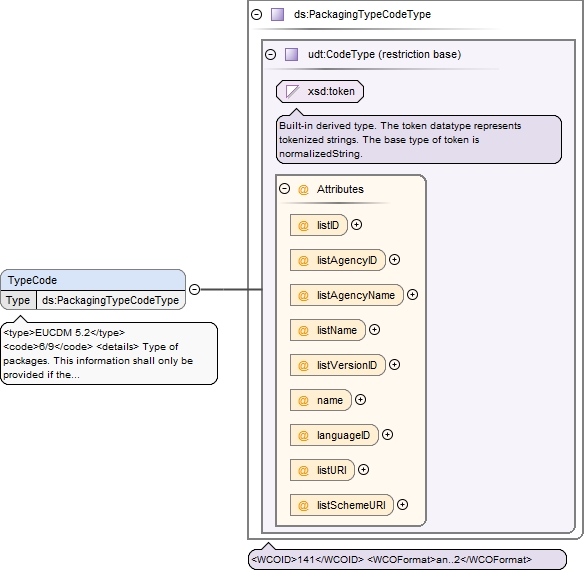 ds:PackagingTypeCodeType
udt:CodeType (restriction base)
xsd:token
Built-in derived type. The token datatype represents
tokenized strings. The base type of token is
normalizedString.
@ Attributes
@ listID
@ listAgencyID
@ listAgencyName
@ listName
@ listVersionID
@ name
@ languageID
@ listURI
@ listSchemeURI
TypeCode
Type ds:PackagingTypeCodeType
<type>EUCDM 5.2</type>
<code>6/9</code> <details> Type of
packages. This information shall only be
provided if the...
<WCOID>141</WCOID> <WCOFormat>an..2</WCOFormat>